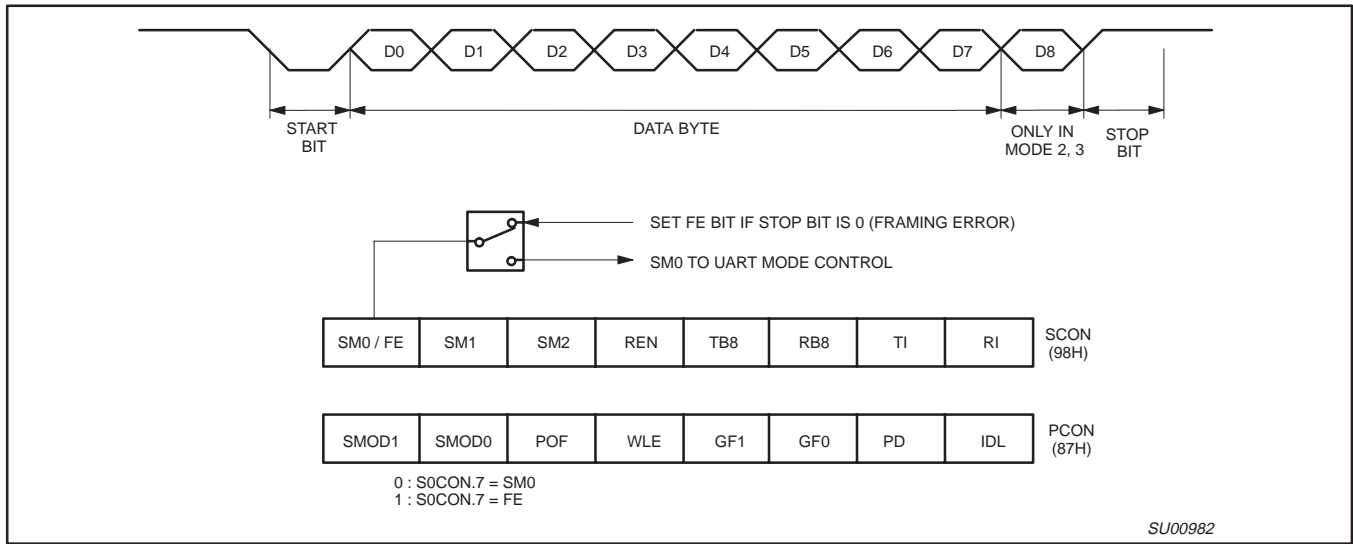 D0 D1 D2 D3 D4 D5 D6 D7 D8
START
BIT
DATA BYTE
ONLY IN
MODE 2, 3
STOP
BIT
SET FE BIT IF STOP BIT IS 0 (FRAMING ERROR)
SM0 TO UART MODE CONTROL
SM0 / FE SM1 SM2 REN TB8 RB8 TI RI
SCON
(98H)
SMOD1 SMOD0 POF WLE GF1 GF0 PD IDL
PCON
(87H)
0 : S0CON.7 = SM0
1 : S0CON.7 = FE
SU00982